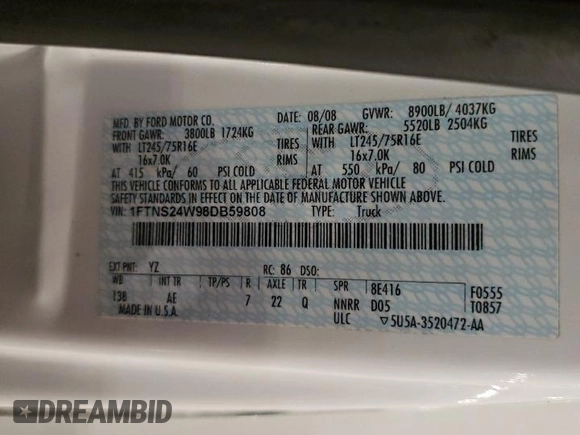 MFD. BY FORD MOTOR CO.
DATE: 08/08 GVWR: 8900LB/ 4037KG
FRONT GAWR: 3800LB 1724KG REAR GAWR: 5520LB 2504KG
WITH LT245/75R16E TIRES WITH LT245/75R16E TIRES
16x7.0K RIMS 16x7.0K RIMS
AT 415 kPa/ 60 PSI COLD AT 550 kPa/ 80 PSI COLD
THIS VEHICLE CONFORMS TO ALL APPLICABLE FEDERAL MOTOR VEHICLE
SAFETY STANDARDS IN EFFECT ON THE DATE OF MANUFACTURE SHOWN ABOVE.
VIN: 1FTNS24W98DB59808 TYPE: Truck
EXT PNT: YZ RC: 86 DSO:
WB INT TR TP/PS R AXLE TR SPR 8E416 F0555
138 AE 7 22 Q NNRR D05 T0857
MADE IN U.S.A. ULC 5U5A-3520472-AA
DREAMBID